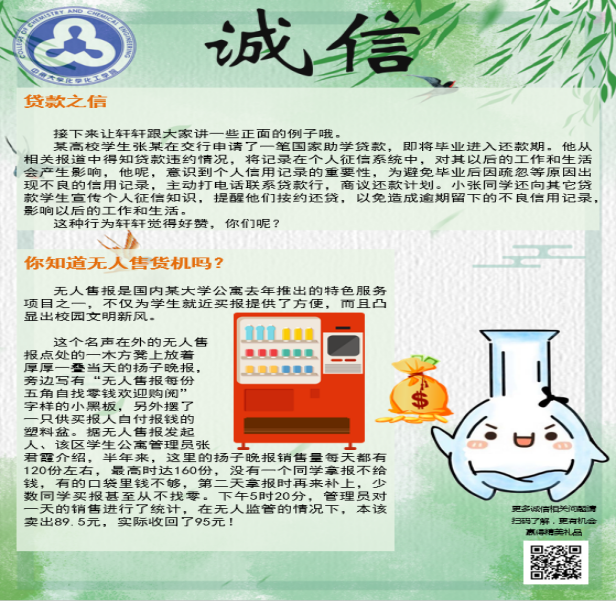 COLLEGE OF CHEMISTRY AND CHEMICAL ENGINEERING
诚信
贷款之信
接下来让轩轩跟大家讲一些正面的例子哦。
某高校学生张某在交行申请了一笔国家助学贷款，即将毕业进入还款期。他从
相关报道中得知贷款违约情况，将记录在个人征信系统中，对其以后的工作和生活
会产生影响，他呢，意识到个人信用记录的重要性，为避免毕业后因疏忽等原因出
现不良的信用记录，主动打电话联系贷款行，商议还款计划。小张同学还向其它贷
款学生宣传个人征信知识，提醒他们按约还贷，以免造成逾期留下的不良信用记录，
影响以后的工作和生活。
这种行为轩轩觉得好赞，你们呢？
你知道无人售货机吗？
无人售报是国内某大学公寓去年推出的特色服务
项目之一，不仅为学生就近买报提供了方便，而且凸
显出校园文明新风。
这个名声在外的无人售
报点处的一木方凳上放着
厚厚一叠当天的扬子晚报，
旁边写有“无人售报每份
五角自找零钱欢迎购阅”
字样的小黑板，另外摆了
一只供买报人自付报钱的
塑料盆。据无人售报发起
人、该区学生公寓管理员张
君露介绍，半年来，这里的扬子晚报销售量每天都有
120份左右，最高时达160份，没有一个同学拿报不给
钱，有的口袋里钱不够，第二天拿报时再来补上，少
数同学买报甚至从不找零。下午5时20分，管理员对
一天的销售进行了统计，在无人监管的情况下，本该
卖出89.5元，实际收回了95元！
$
更多诚信相关问题请
扫码了解，更有机会
赢得精美礼品